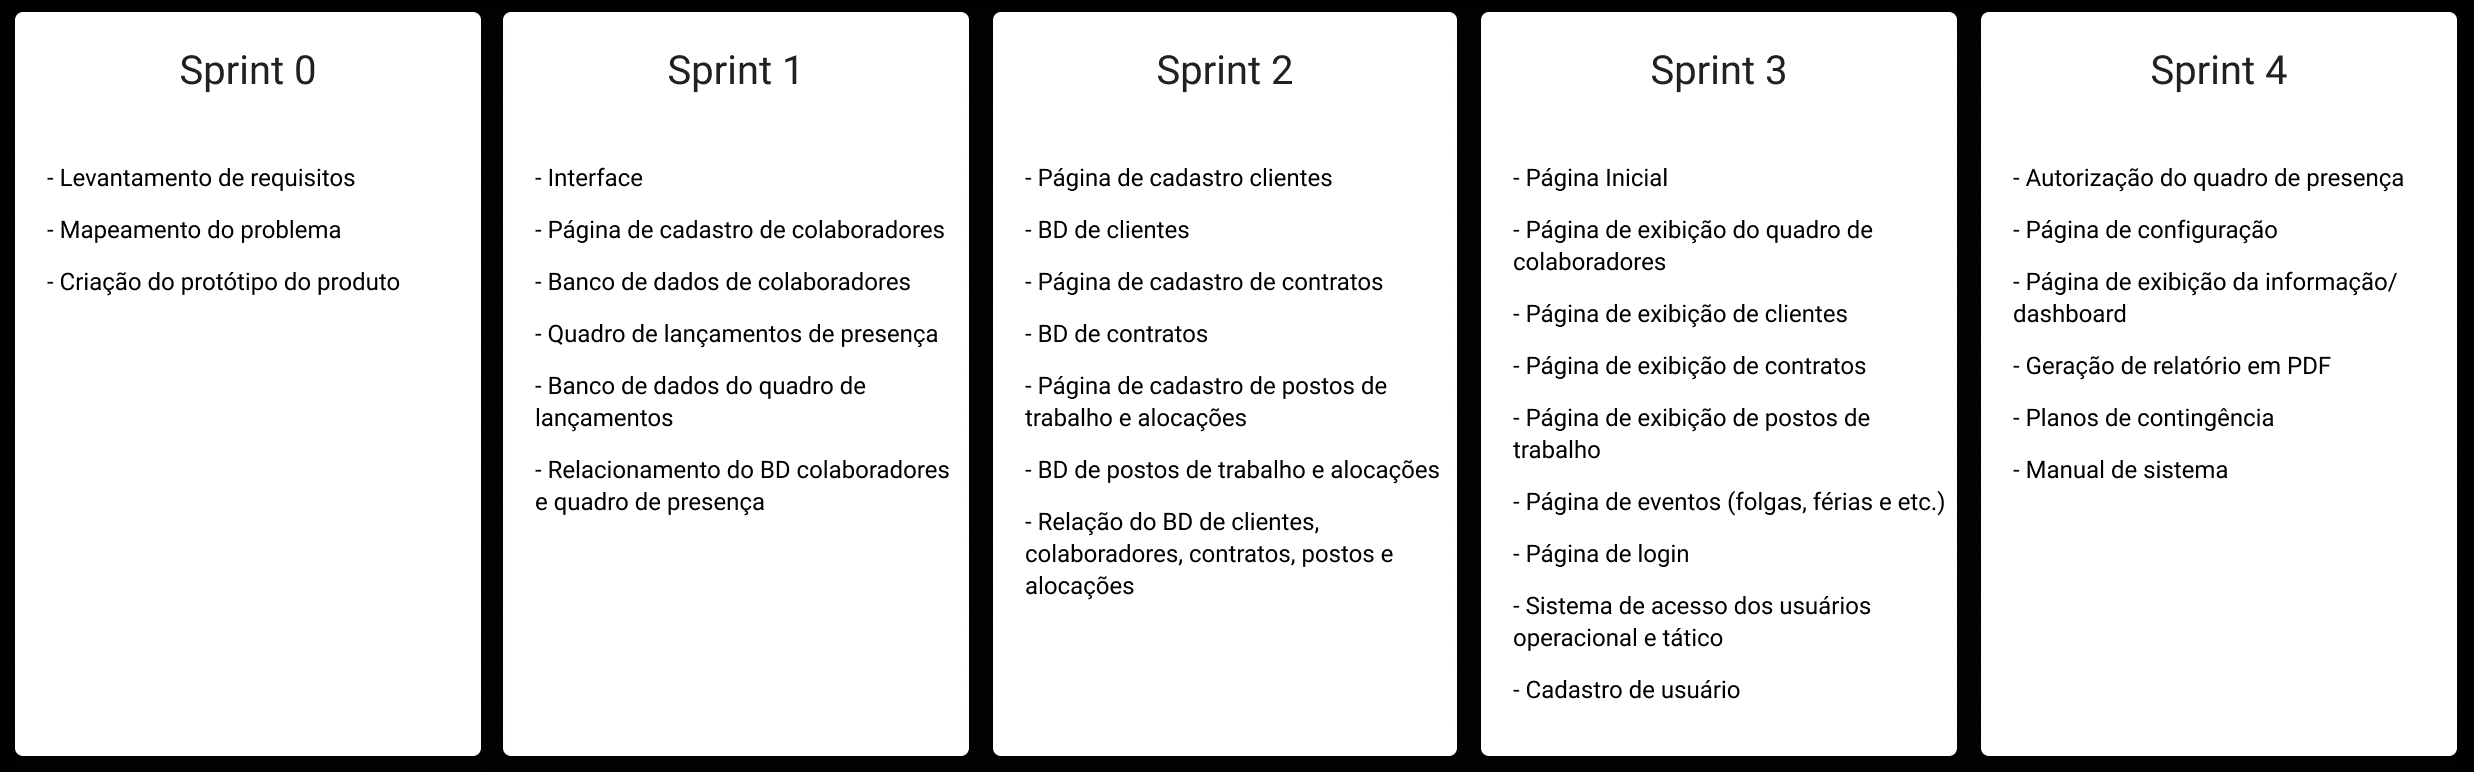 Sprint 0
- Levantamento de requisitos
- Mapeamento do problema
- Criação do protótipo do produto
Sprint 1
- Interface
- Página de cadastro de colaboradores
- Banco de dados de colaboradores
- Quadro de lançamentos de presença
- Banco de dados do quadro de
lançamentos
- Relacionamento do BD colaboradores
e quadro de presença
Sprint 2
- Página de cadastro clientes
- BD de clientes
- Página de cadastro de contratos
- BD de contratos
- Página de cadastro de postos de
trabalho e alocações
- BD de postos de trabalho e alocações
- Relação do BD de clientes,
colaboradores, contratos, postos e
alocações
Sprint 3
- Página Inicial
- Página de exibição do quadro de
colaboradores
- Página de exibição de clientes
- Página de exibição de contratos
- Página de exibição de postos de
trabalho
- Página de eventos (folgas, férias e etc.)
- Página de login
- Sistema de acesso dos usuários
operacional e tático
- Cadastro de usuário
Sprint 4
- Autorização do quadro de presença
- Página de configuração
- Página de exibição da informação/
dashboard
- Geração de relatório em PDF
- Planos de contingência
- Manual de sistema